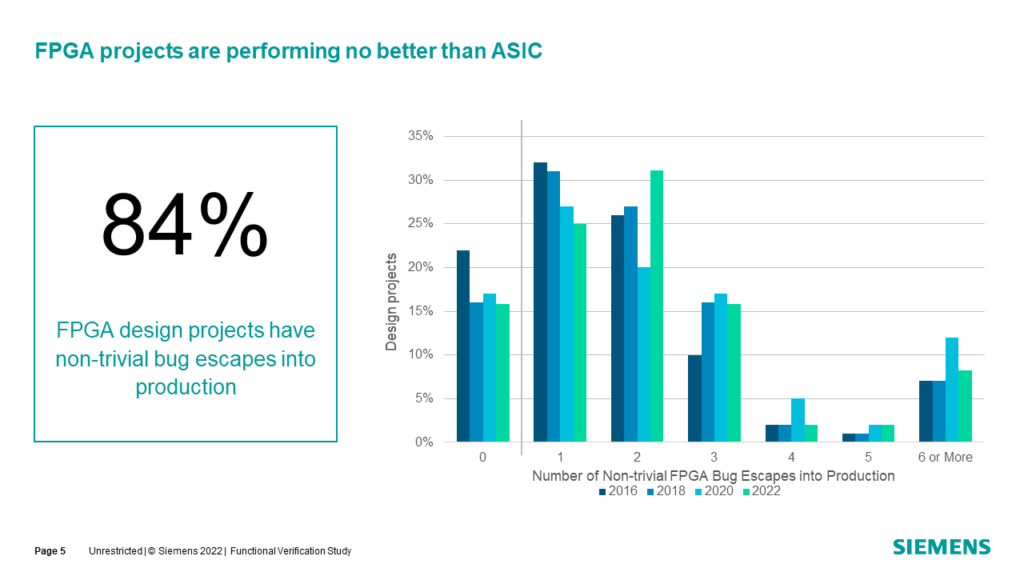 FPGA projects are performing no better than ASIC
84%
FPGA design projects have
non-trivial bug escapes into
production
Design projects
35%
30%
25%
20%
15%
10%
5%
0%
0 1 2 3 4 5 6 or More
Number of Non-trivial FPGA Bug Escapes into Production
2016 2018 2020 2022
Page 5 Unrestricted | © Siemens 2022 | Functional Verification Study
SIEMENS